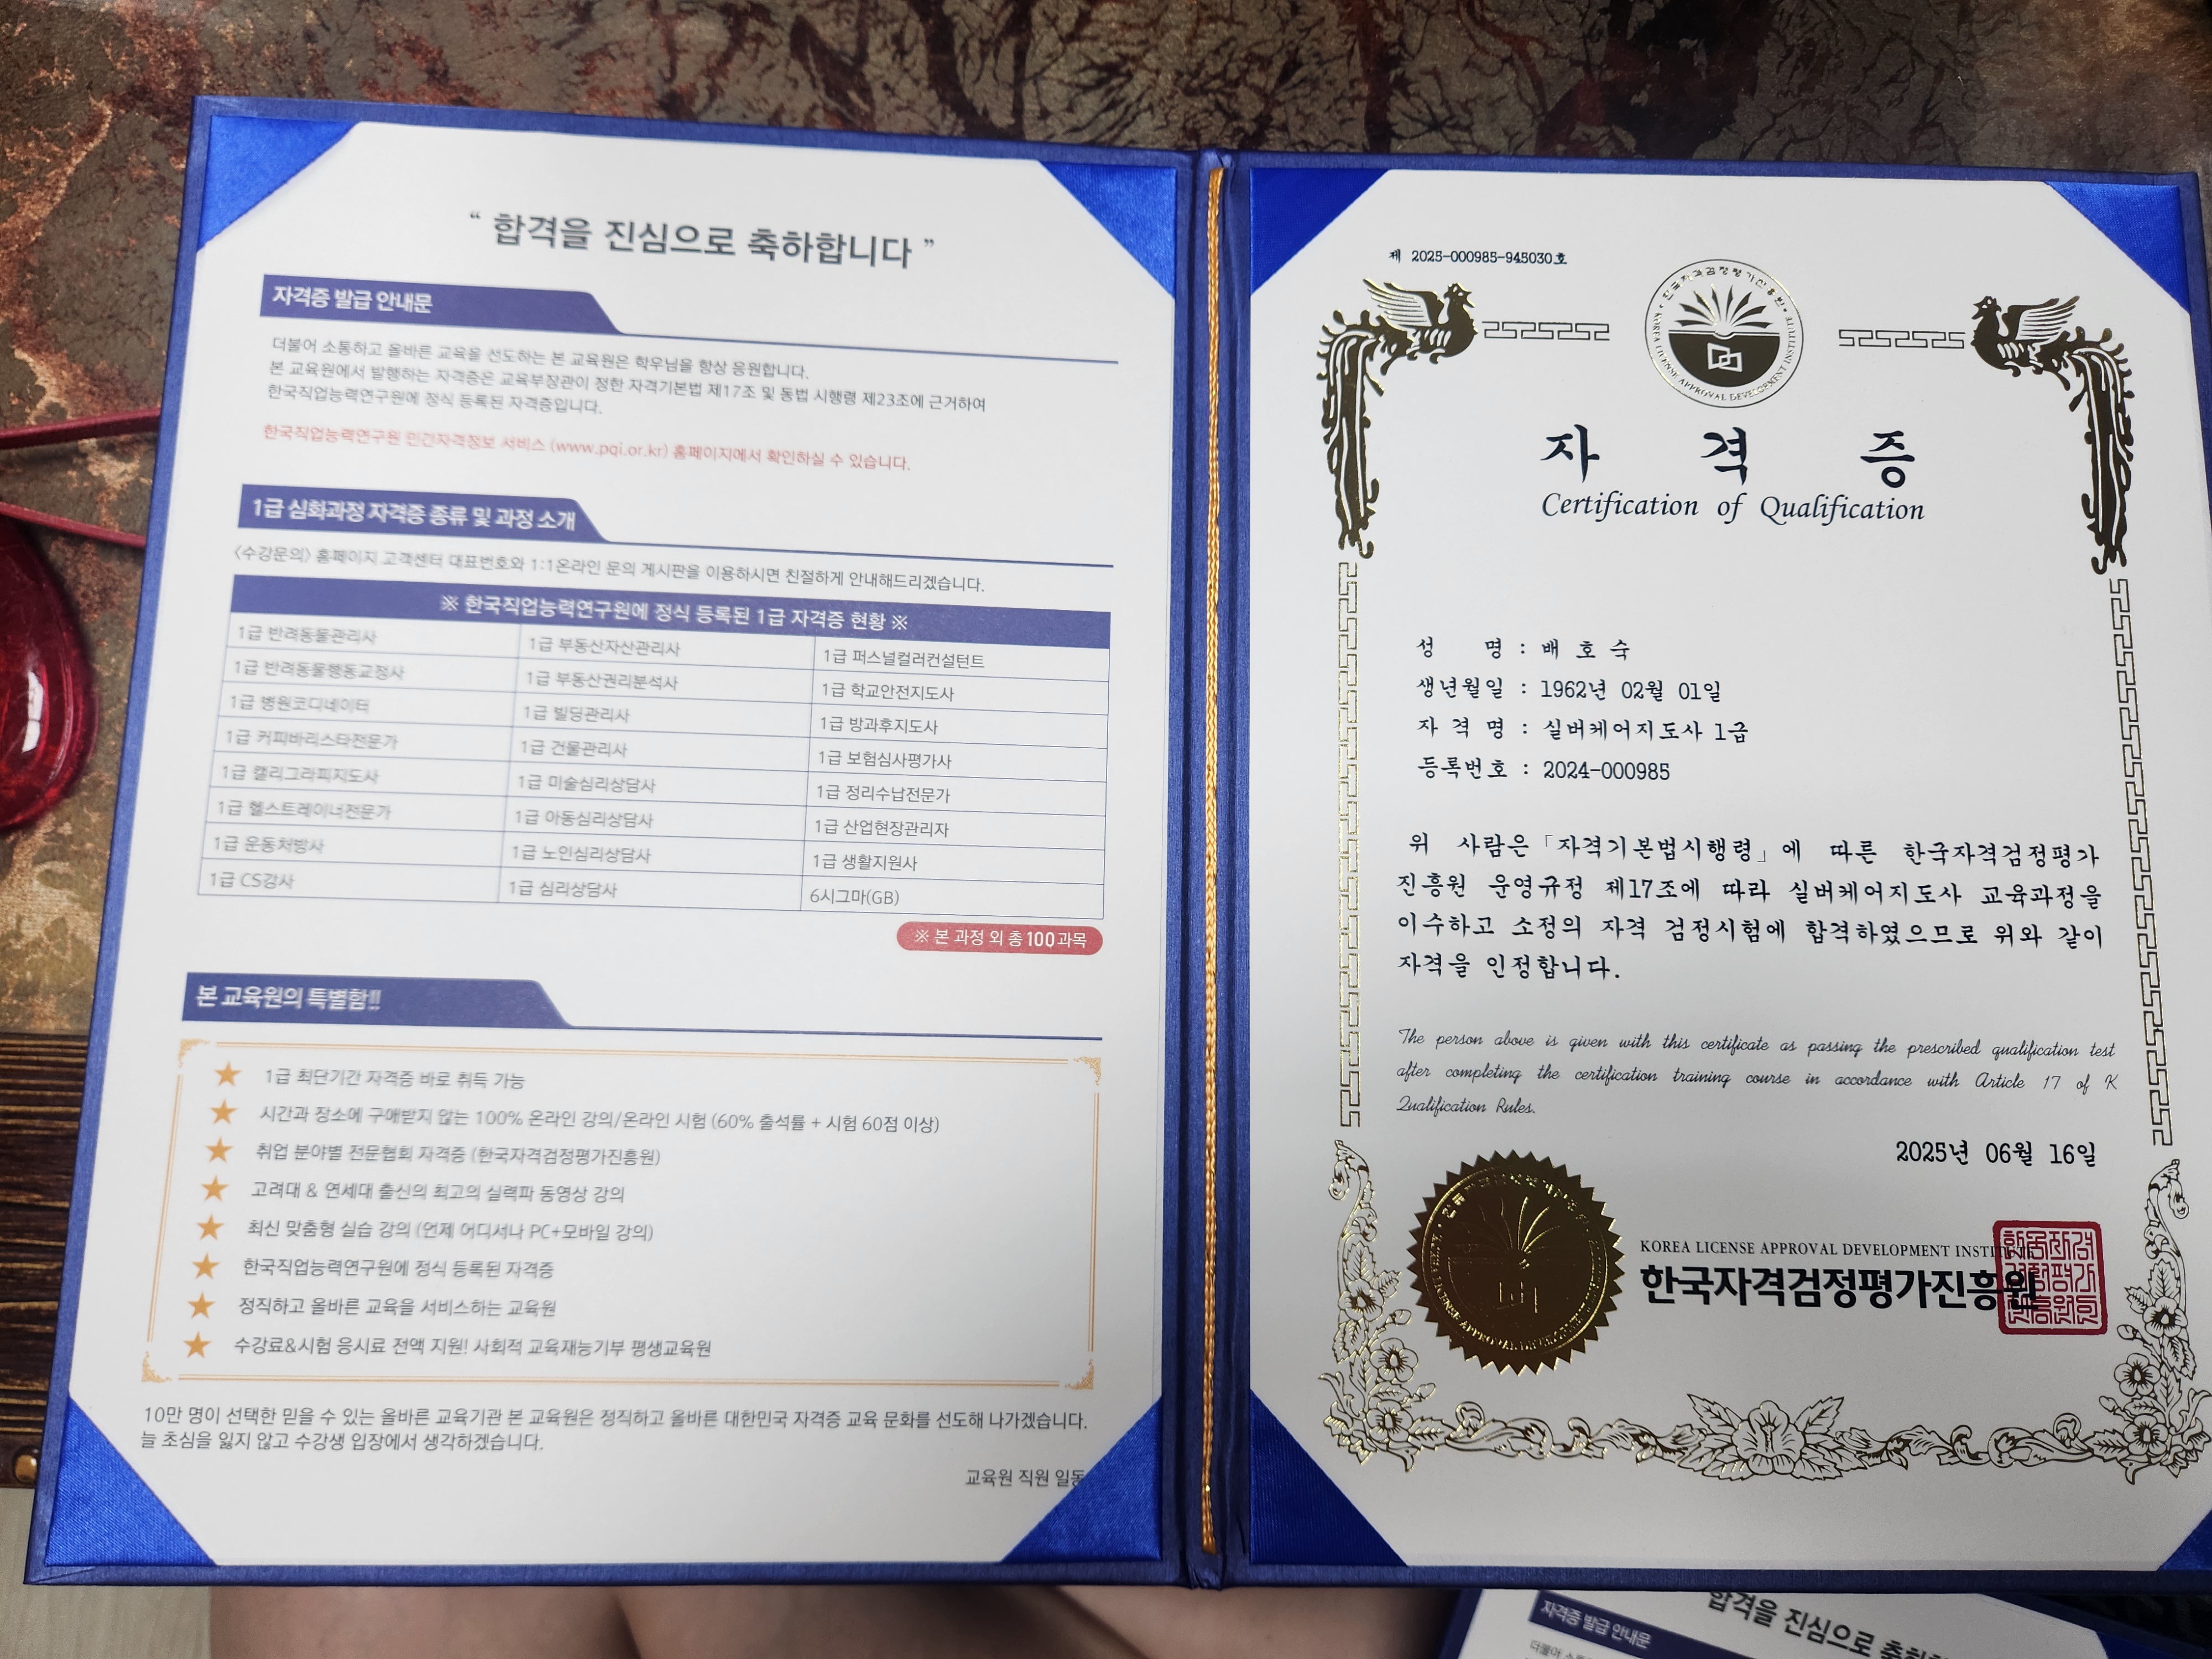 “ 합격을 진심으로 축하합니다 ”
자격증 발급 안내문
더불어 소통하고 올바른 교육을 선도하는 본 교육원은 학우님을 항상 응원합니다.
본 교육원에서 발행하는 자격증은 교육부장관이 정한 자격기본법 제17조 및 동법 시행령 제23조에 근거하여
한국직업능력연구원에 정식 등록된 자격증입니다.
한국직업능력연구원 민간자격정보 서비스 (www.pqi.or.kr) 홈페이지에서 확인하실 수 있습니다.
1급 심화과정 자격증 종류 및 과정 소개
<수강문의> 홈페이지 고객센터 대표번호와 1:1온라인 문의 게시판을 이용하시면 친절하게 안내해드리겠습니다.
※ 한국직업능력연구원에 정식 등록된 1급 자격증 현황 ※
1급 반려동물관리사 1급 부동산자산관리사 1급 퍼스널컬러컨설턴트
1급 반려동물행동교정사 1급 부동산권리분석사 1급 학교안전지도사
1급 병원코디네이터 1급 빌딩관리사 1급 방과후지도사
1급 커피바리스타전문가 1급 건물관리사 1급 보험심사평가사
1급 캘리그라피지도사 1급 미술심리상담사 1급 정리수납전문가
1급 헬스트레이너전문가 1급 아동심리상담사 1급 산업현장관리자
1급 운동처방사 1급 노인심리상담사 1급 생활지원사
1급 CS강사 1급 심리상담사 6시그마(GB)
※ 본 과정 외 총 100과목
본 교육원의 특별함!!
1급 최단기간 자격증 바로 취득 가능
시간과 장소에 구애받지 않는 100% 온라인 강의/온라인 시험 (60% 출석률 + 시험 60점 이상)
취업 분야별 전문협회 자격증 (한국자격검정평가진흥원)
고려대 & 연세대 출신의 최고의 실력파 동영상 강의
최신 맞춤형 실습 강의 (언제 어디서나 PC+모바일 강의)
한국직업능력연구원에 정식 등록된 자격증
정직하고 올바른 교육을 서비스하는 교육원
수강료&시험 응시료 전액 지원! 사회적 교육재능기부 평생교육원
10만 명이 선택한 믿을 수 있는 올바른 교육기관 본 교육원은 정직하고 올바른 대한민국 자격증 교육 문화를 선도해 나가겠습니다.
늘 초심을 잃지 않고 수강생 입장에서 생각하겠습니다.
교육원 직원 일동
제 2025-000985-945030호
한국자격검정평가진흥원
KOREA LICENSE APPROVAL DEVELOPMENT INSTITUTE
자 격 증
Certification of Qualification
성 명 : 배 호 숙
생년월일 : 1962년 02월 01일
자 격 명 : 실버케어지도사 1급
등록번호 : 2024-000985
위 사람은 「자격기본법시행령」에 따른 한국자격검정평가
진흥원 운영규정 제17조에 따라 실버케어지도사 교육과정을
이수하고 소정의 자격 검정시험에 합격하였으므로 위와 같이
자격을 인정합니다.
The person above is given with this certificate as passing the prescribed qualification test
after completing the certification training course in accordance with Article 17 of K
Qualification Rules.
2025년 06월 16일
KOREA LICENSE APPROVAL DEVELOPMENT INSTITUTE
한국자격검정평가진흥원
합격을 진심으로
자격증 발급 안내문